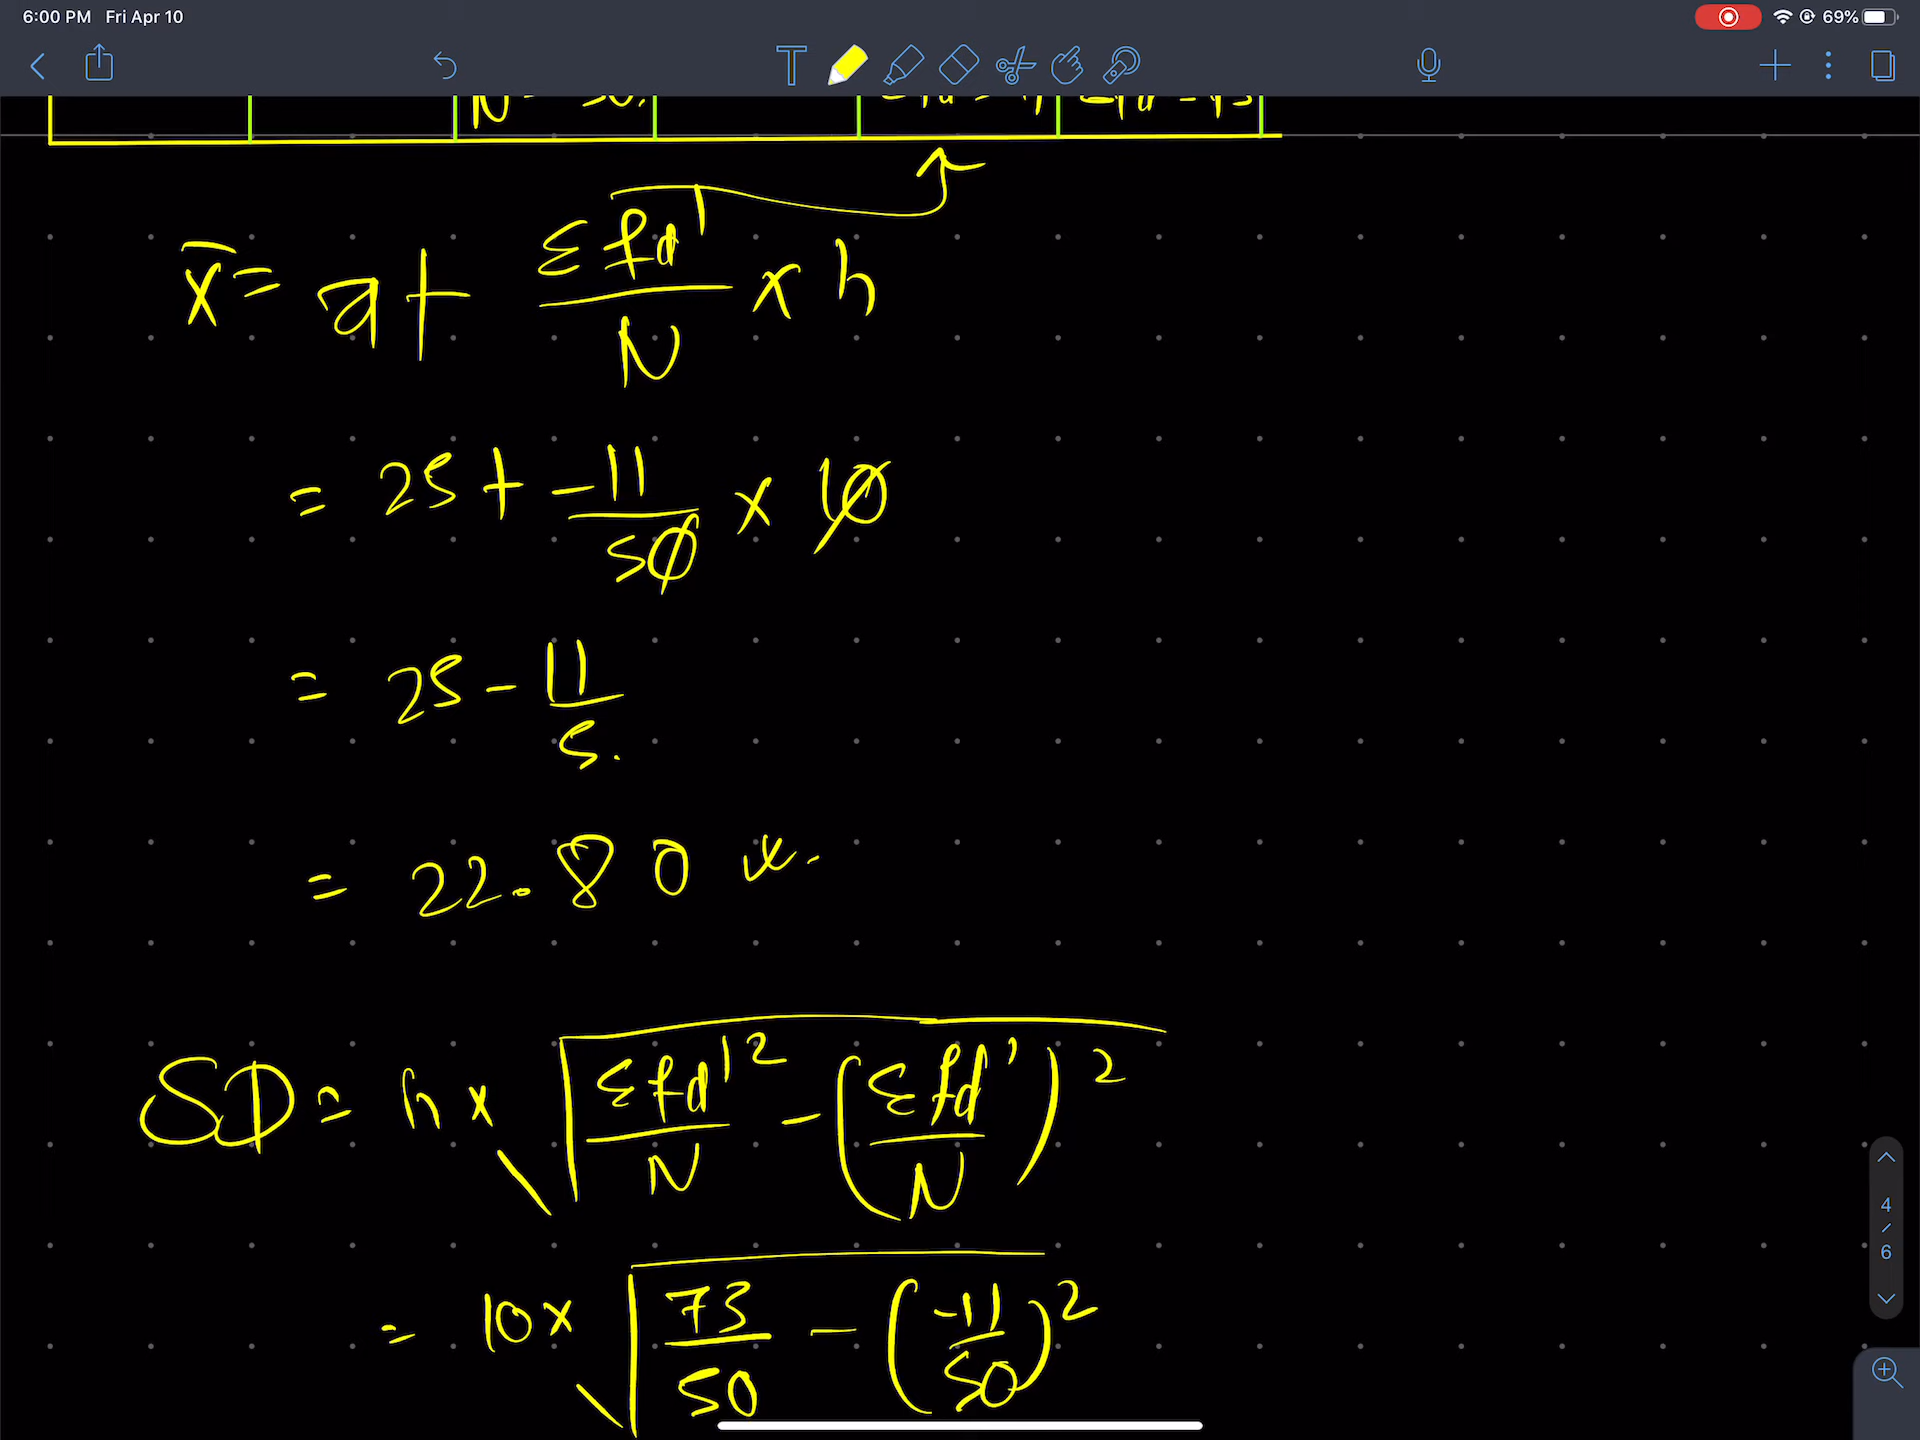 6:00 PM Fri Apr 10 69%
T
N
x̄ = a + Σfd' / N × h
= 25 + -11 / 50 × 10
= 25 - 11 / 5.
= 22.80
SD = h × √ Σfd'² / N - (Σfd' / N)²
= 10 × √ 73 / 50 - (-11 / 50)²
4 / 6